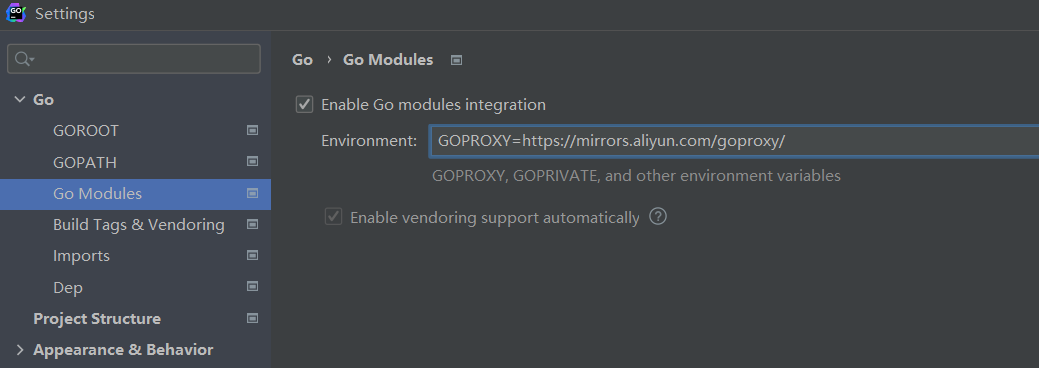 GO
Settings
Go
GOROOT
GOPATH
Go Modules
Build Tags & Vendoring
Imports
Dep
Project Structure
Appearance & Behavior
Go › Go Modules
Enable Go modules integration
Environment: GOPROXY=https://mirrors.aliyun.com/goproxy/
GOPROXY, GOPRIVATE, and other environment variables
Enable vendoring support automatically ?